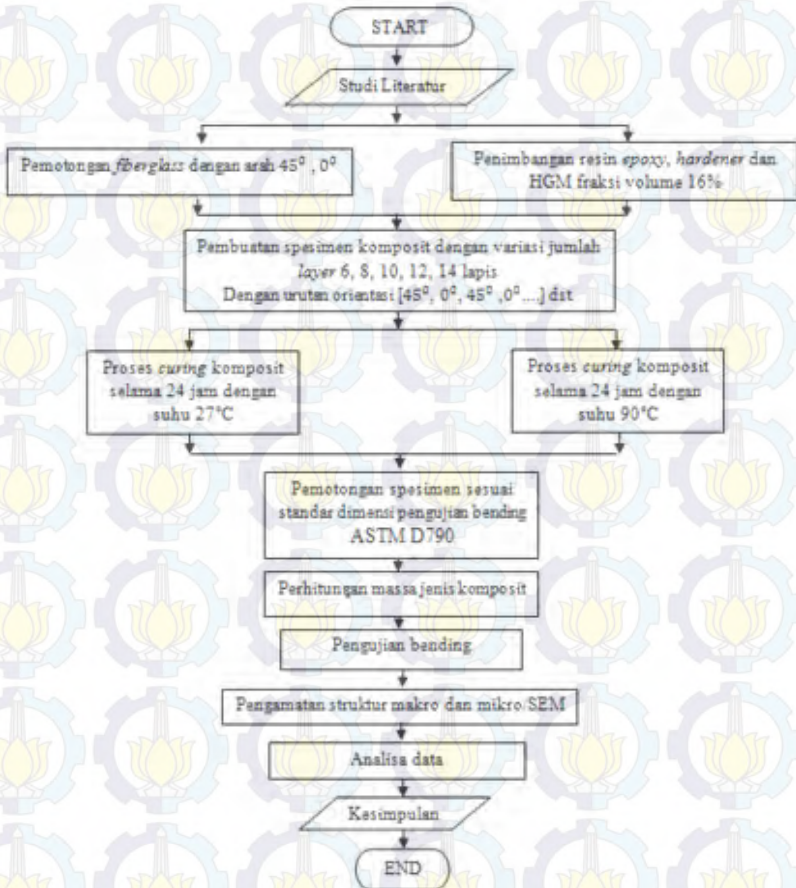 START
Studi Literatur
Pemotongan fiberglass dengan arah 45⁰ , 0⁰
Penimbangan resin epoxy, hardener dan
HGM fraksi volume 16%
Pembuatan spesimen komposit dengan variasi jumlah
layer 6, 8, 10, 12, 14 lapis
Dengan urutan orientasi [45⁰, 0⁰, 45⁰ ,0⁰....] dst
Proses curing komposit
selama 24 jam dengan
suhu 27°C
Proses curing komposit
selama 24 jam dengan
suhu 90°C
Pemotongan spesimen sesuai
standar dimensi pengujian bending
ASTM D790
Perhitungan massa jenis komposit
Pengujian bending
Pengamatan struktur makro dan mikro/SEM
Analisa data
Kesimpulan
END